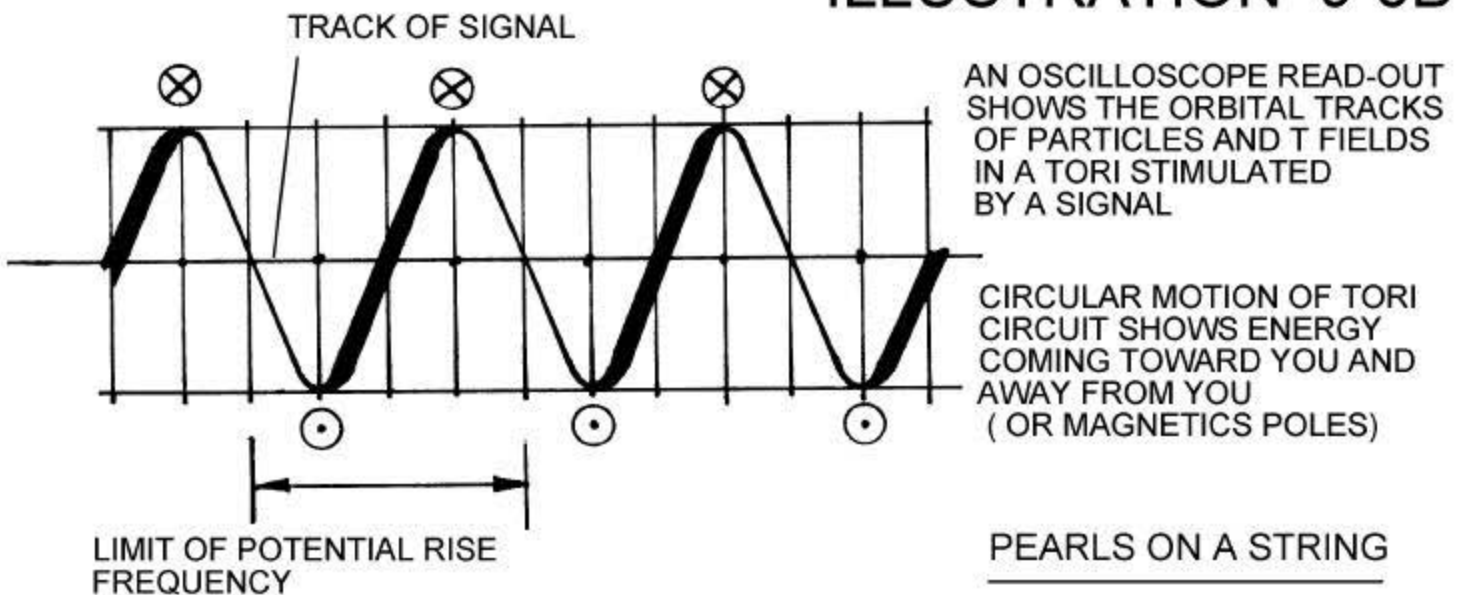 TRACK OF SIGNAL
AN OSCILLOSCOPE READ-OUT
SHOWS THE ORBITAL TRACKS
OF PARTICLES AND T FIELDS
IN A TORI STIMULATED
BY A SIGNAL
CIRCULAR MOTION OF TORI
CIRCUIT SHOWS ENERGY
COMING TOWARD YOU AND
AWAY FROM YOU
( OR MAGNETICS POLES)
LIMIT OF POTENTIAL RISE
FREQUENCY
PEARLS ON A STRING